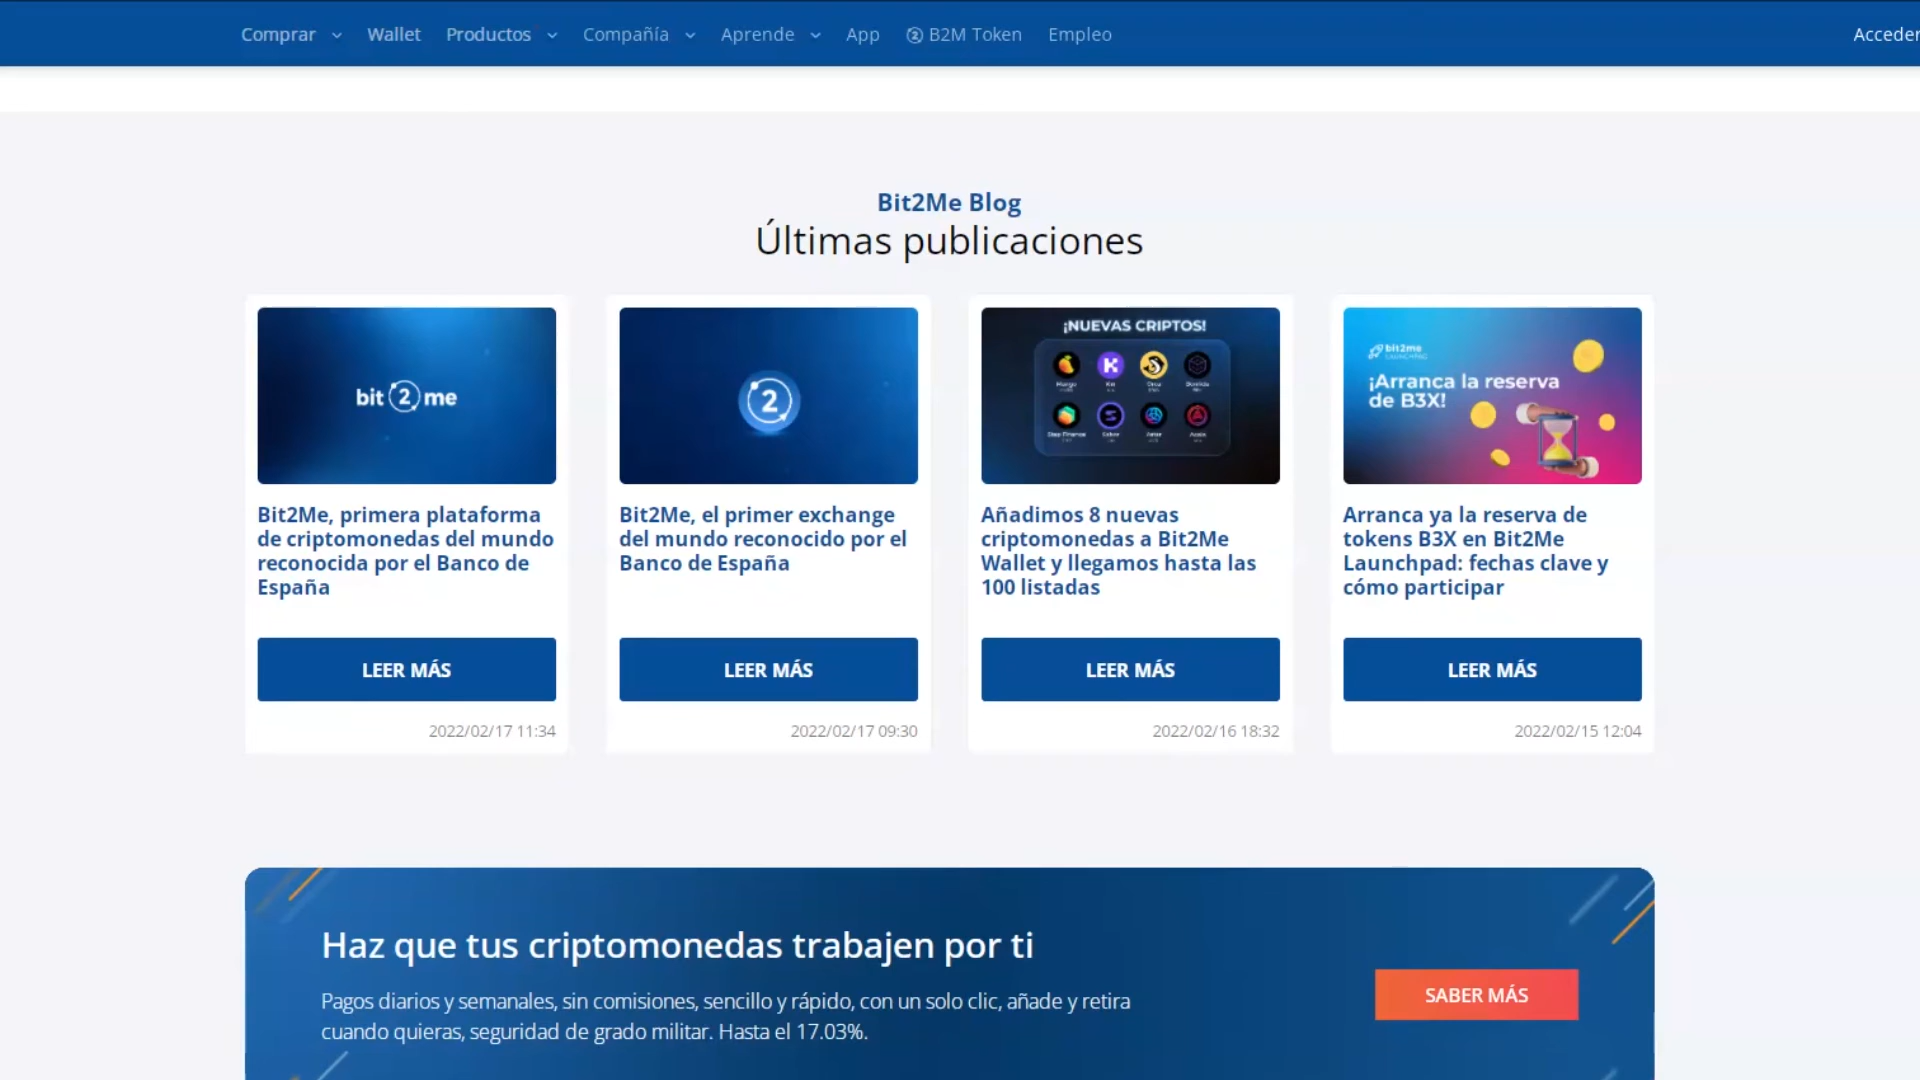 Comprar Wallet Productos Compañía Aprende App B2M Token Empleo Acceder
Bit2Me Blog
Últimas publicaciones
bit2me
2
¡NUEVAS CRIPTOS!
bit2me
LAUNCHPAD
¡Arranca la reserva
de B3X!
Bit2Me, primera plataforma
de criptomonedas del mundo
reconocida por el Banco de
España
LEER MÁS
2022/02/17 11:34
Bit2Me, el primer exchange
del mundo reconocido por el
Banco de España
LEER MÁS
2022/02/17 09:30
Añadimos 8 nuevas
criptomonedas a Bit2Me
Wallet y llegamos hasta las
100 listadas
LEER MÁS
2022/02/16 18:32
Arranca ya la reserva de
tokens B3X en Bit2Me
Launchpad: fechas clave y
cómo participar
LEER MÁS
2022/02/15 12:04
Haz que tus criptomonedas trabajen por ti
Pagos diarios y semanales, sin comisiones, sencillo y rápido, con un solo clic, añade y retira
cuando quieras, seguridad de grado militar. Hasta el 17.03%.
SABER MÁS